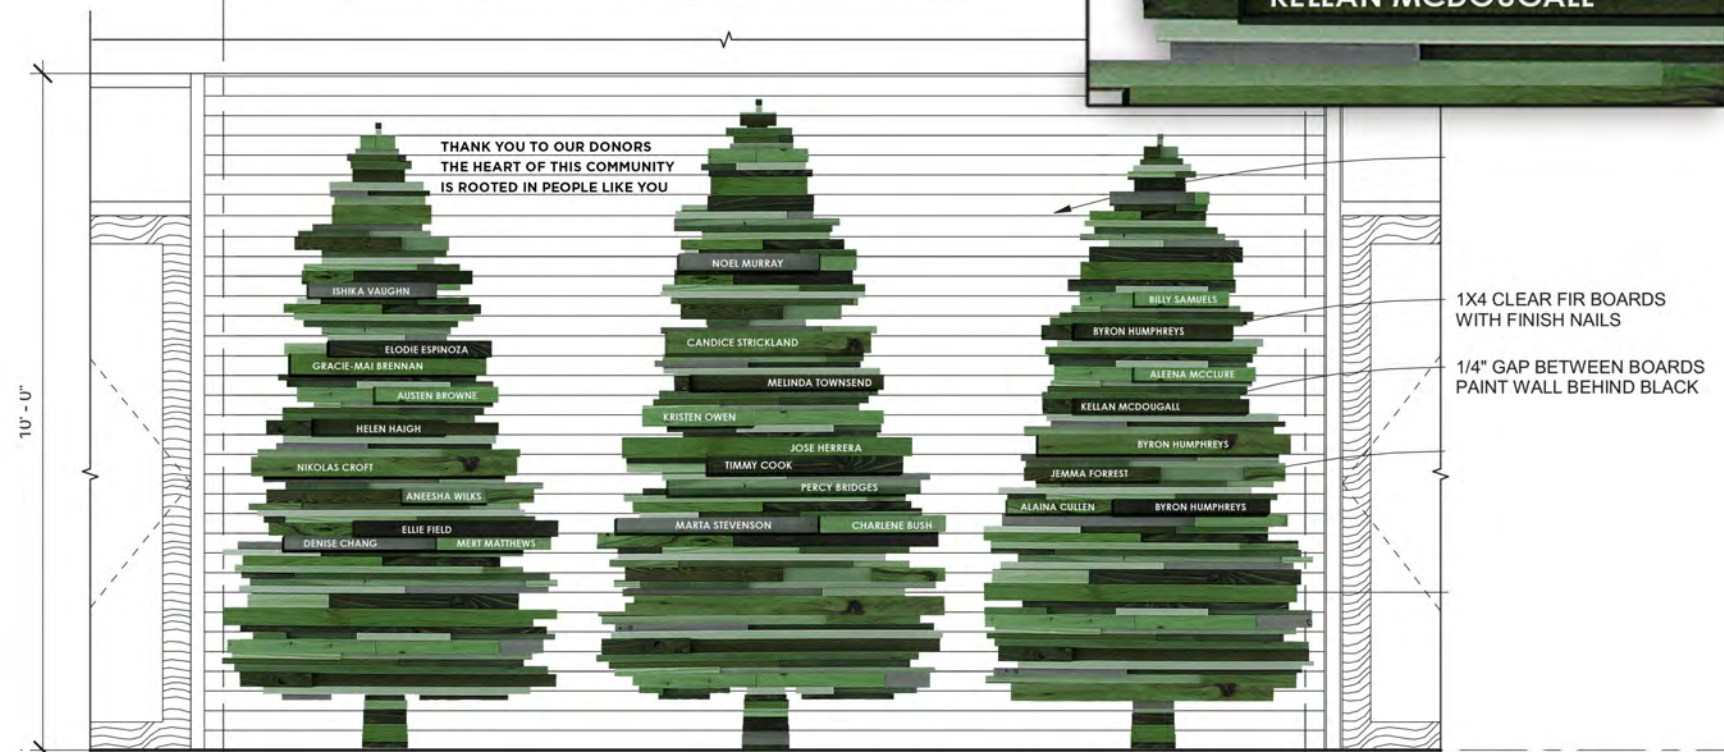 KELLAN MCDOUGALL
THANK YOU TO OUR DONORS
THE HEART OF THIS COMMUNITY
IS ROOTED IN PEOPLE LIKE YOU
ISHIKA VAUGHN
ELODIE ESPINOZA
GRACIE-MAI BRENNAN
AUSTEN BROWNE
HELEN HAIGH
NIKOLAS CROFT
ANEESHA WILKS
ELLIE FIELD
DENISE CHANG
MERT MATTHEWS
NOEL MURRAY
CANDICE STRICKLAND
MELINDA TOWNSEND
KRISTEN OWEN
JOSE HERRERA
TIMMY COOK
PERCY BRIDGES
MARTA STEVENSON
CHARLENE BUSH
BILLY SAMUELS
BYRON HUMPHREYS
ALEENA MCCLURE
KELLAN MCDOUGALL
BYRON HUMPHREYS
JEMMA FORREST
ALAINA CULLEN
BYRON HUMPHREYS
1X4 CLEAR FIR BOARDS
WITH FINISH NAILS
1/4" GAP BETWEEN BOARDS
PAINT WALL BEHIND BLACK
10' - 0"